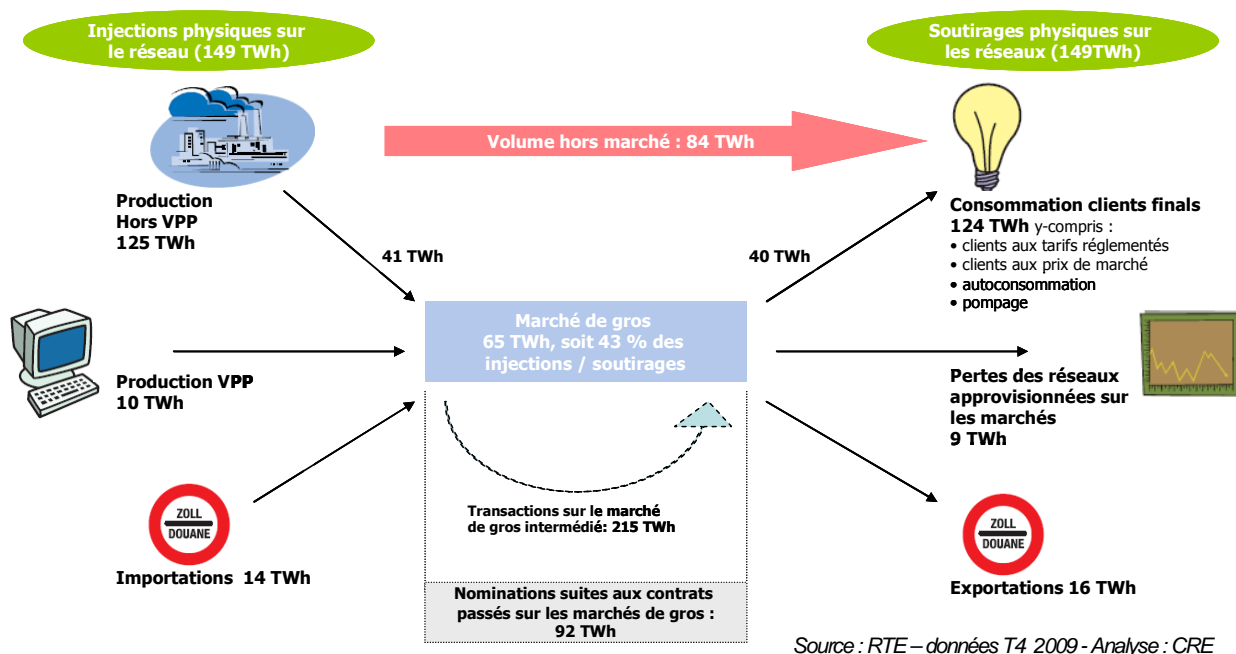 Injections physiques sur
le réseau (149 TWh)
Soutirages physiques sur
les réseaux (149TWh)
Volume hors marché : 84 TWh
Production
Hors VPP
125 TWh
41 TWh
40 TWh
Consommation clients finals
124 TWh y-compris :
• clients aux tarifs réglementés
• clients aux prix de marché
• autoconsommation
• pompage
Marché de gros
65 TWh, soit 43 % des
injections / soutirages
Production VPP
10 TWh
Pertes des réseaux
approvisionnées sur
les marchés
9 TWh
Transactions sur le marché
de gros intermédié: 215 TWh
ZOLL
DOUANE
Importations 14 TWh
ZOLL
DOUANE
Exportations 16 TWh
Nominations suites aux contrats
passés sur les marchés de gros :
92 TWh
Source : RTE – données T4 2009 - Analyse : CRE